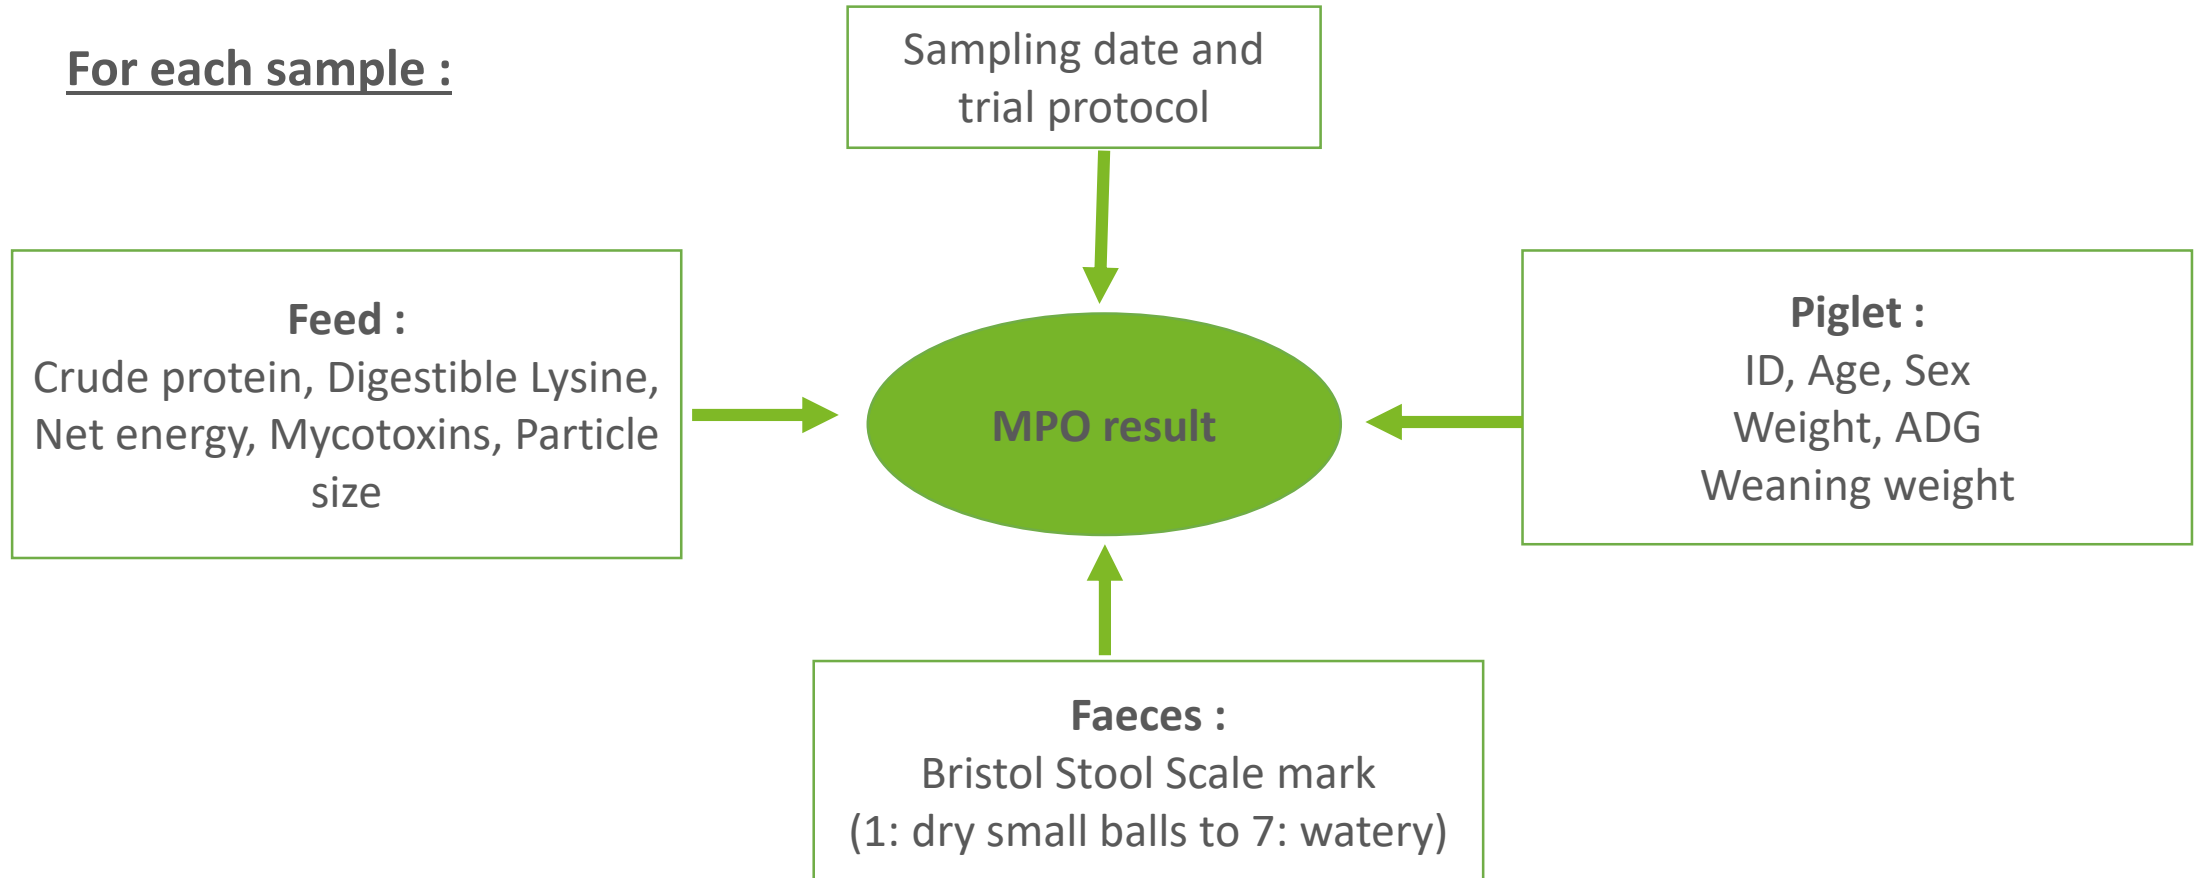 For each sample :
Sampling date and
trial protocol
Feed :
Crude protein, Digestible Lysine,
Net energy, Mycotoxins, Particle
size
MPO result
Piglet :
ID, Age, Sex
Weight, ADG
Weaning weight
Faeces :
Bristol Stool Scale mark
(1: dry small balls to 7: watery)